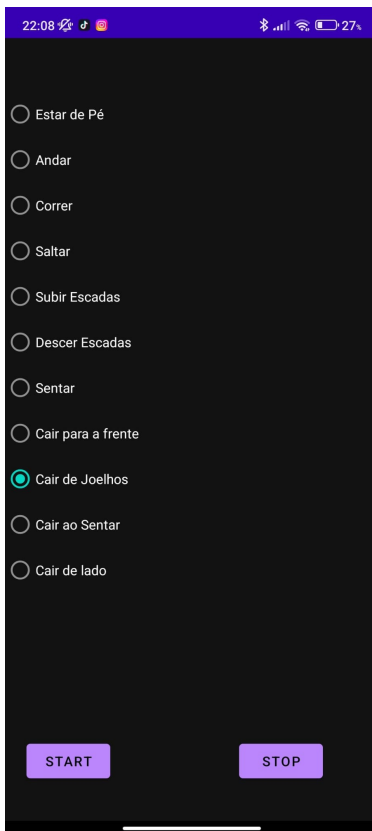 22:08 27%
Estar de Pé
Andar
Correr
Saltar
Subir Escadas
Descer Escadas
Sentar
Cair para a frente
Cair de Joelhos
Cair ao Sentar
Cair de lado
START STOP